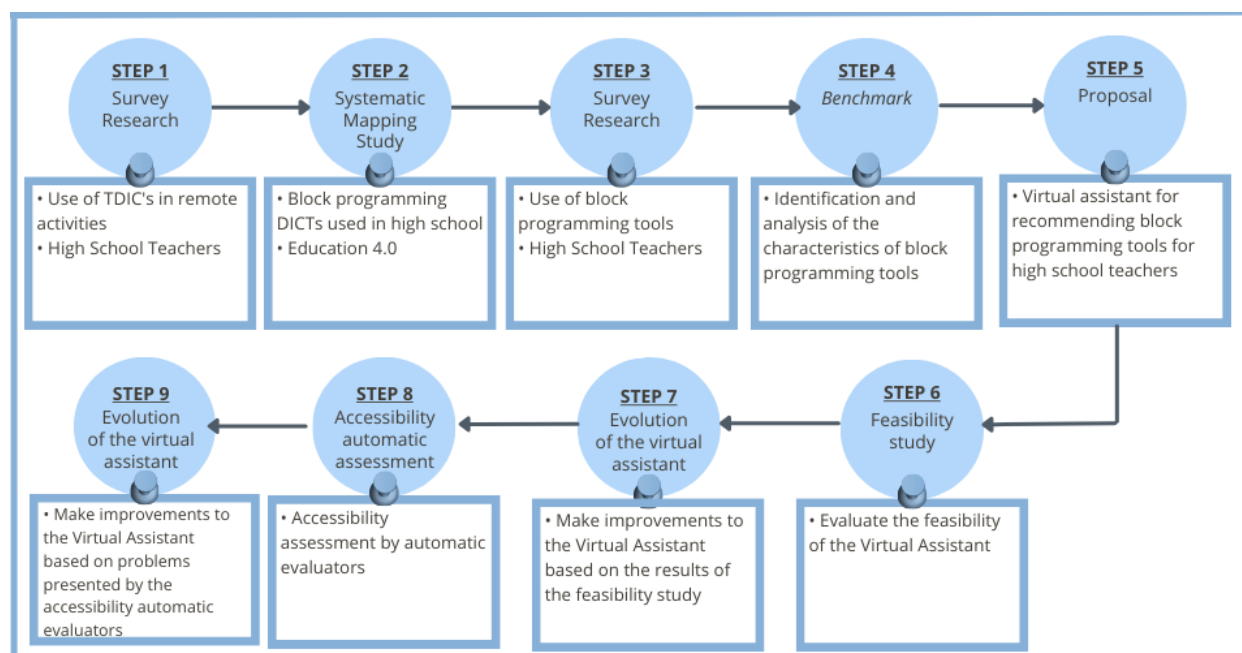 STEP 1
Survey
Research
• Use of TDIC's in remote
activities
• High School Teachers
STEP 2
Systematic
Mapping
Study
• Block programming
DICTs used in high school
• Education 4.0
STEP 3
Survey
Research
• Use of block
programming tools
• High School Teachers
STEP 4
Benchmark
• Identification and
analysis of the
characteristics of block
programming tools
STEP 5
Proposal
• Virtual assistant for
recommending block
programming tools for
high school teachers
STEP 6
Feasibility
study
• Evaluate the feasibility
of the Virtual Assistant
STEP 7
Evolution
of the virtual
assistant
• Make improvements to
the Virtual Assistant
based on the results of
the feasibility study
STEP 8
Accessibility
automatic
assessment
• Accessibility
assessment by automatic
evaluators
STEP 9
Evolution
of the virtual
assistant
• Make improvements to
the Virtual Assistant
based on problems
presented by the
accessibility automatic
evaluators